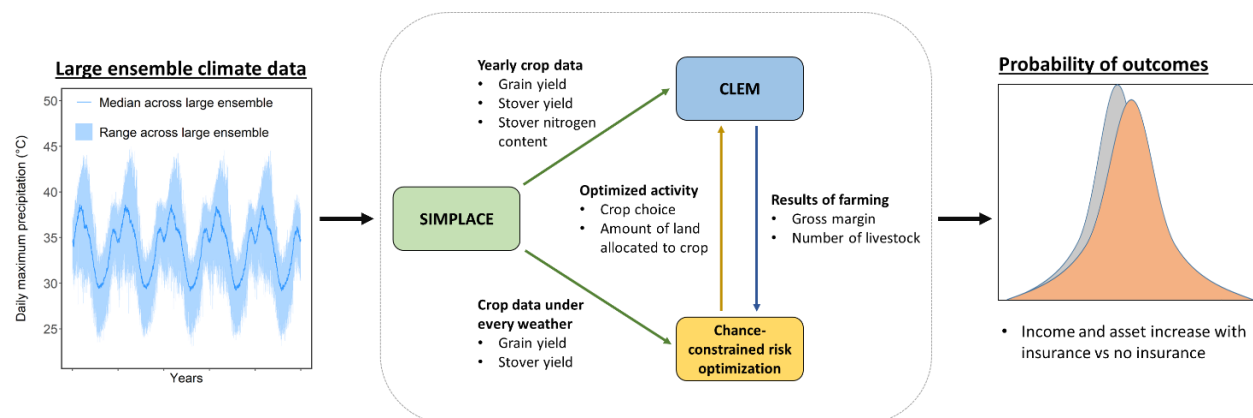 Large ensemble climate data
Daily maximum precipitation (°C)
50
45
40
35
30
25
Median across large ensemble
Range across large ensemble
Years
SIMPLACE
Yearly crop data
• Grain yield
• Stover yield
• Stover nitrogen
content
CLEM
Optimized activity
• Crop choice
• Amount of land
allocated to crop
Results of farming
• Gross margin
• Number of livestock
Crop data under
every weather
• Grain yield
• Stover yield
Chance-
constrained risk
optimization
Probability of outcomes
• Income and asset increase with
insurance vs no insurance